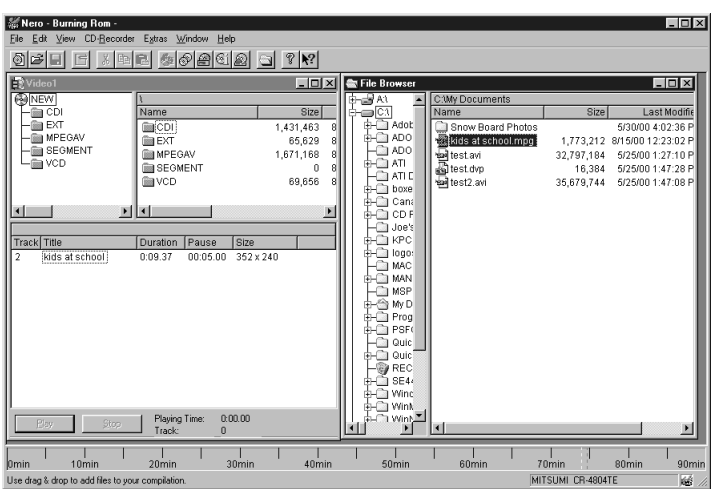 Nero - Burning Rom -
File Edit View CD-Recorder Extras Window Help
Video1
NEW
CDI
EXT
MPEGAV
SEGMENT
VCD
\
Name Size
CDI 1,431,463 8
EXT 65,629 8
MPEGAV 1,671,168 8
SEGMENT 0 8
VCD 69,656 8
Track Title Duration Pause Size
2 kids at school 0:09.37 00:05.00 352 x 240
Play Stop Playing Time: 0:00.00
Track: 0
File Browser
A:\
C:\
Adob
ADO
ADO
ATI
ATI D
boxe
Cana
CD R
Joe's
KPC
logo
MAC
MAN
MSP
My D
Prog
PSF
Quic
Quic
REC
SE44
Wind
WinM
WinN
C:\My Documents
Name Size Last Modifie
Snow Board Photos 5/30/00 4:02:36 P
kids at school.mpg 1,773,212 8/15/00 12:23:02 P
test.avi 32,797,184 5/25/00 1:27:10 P
test.dvp 16,384 5/25/00 1:47:28 P
test2.avi 35,679,744 5/25/00 1:47:08 P
0min 10min 20min 30min 40min 50min 60min 70min 80min 90min
Use drag & drop to add files to your compilation. MITSUMI CR-4804TE